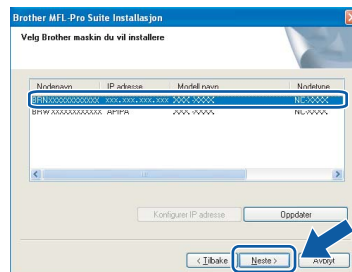 Brother MFL-Pro Suite Installasjon
Velg Brother maskin du vil installere
Nodenavn IP adresse Modell navn Nodetype
BRNXXXXXXXXXXXX xxx.xxx.xxx.xxx XXX-XXXX NC-XXXX
BRWXXXXXXXXXXXX APIPA XXX-XXXX NC-XXXX
Konfigurer IP adresse Oppdater
< Tilbake Neste > Avbryt